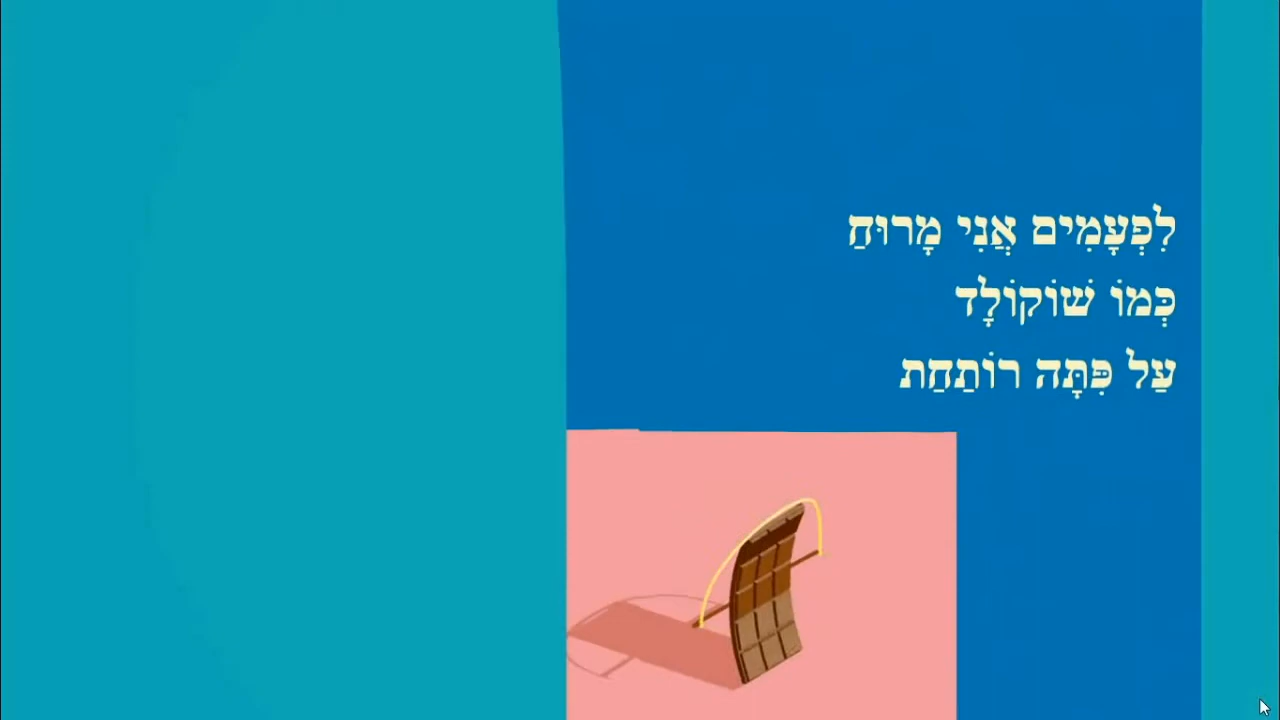 לִפְעָמִים אֲנִי מָרוּחַ
כְּמוֹ שׁוֹקוֹלָד
עַל כִּתָּה רוֹתַחַת